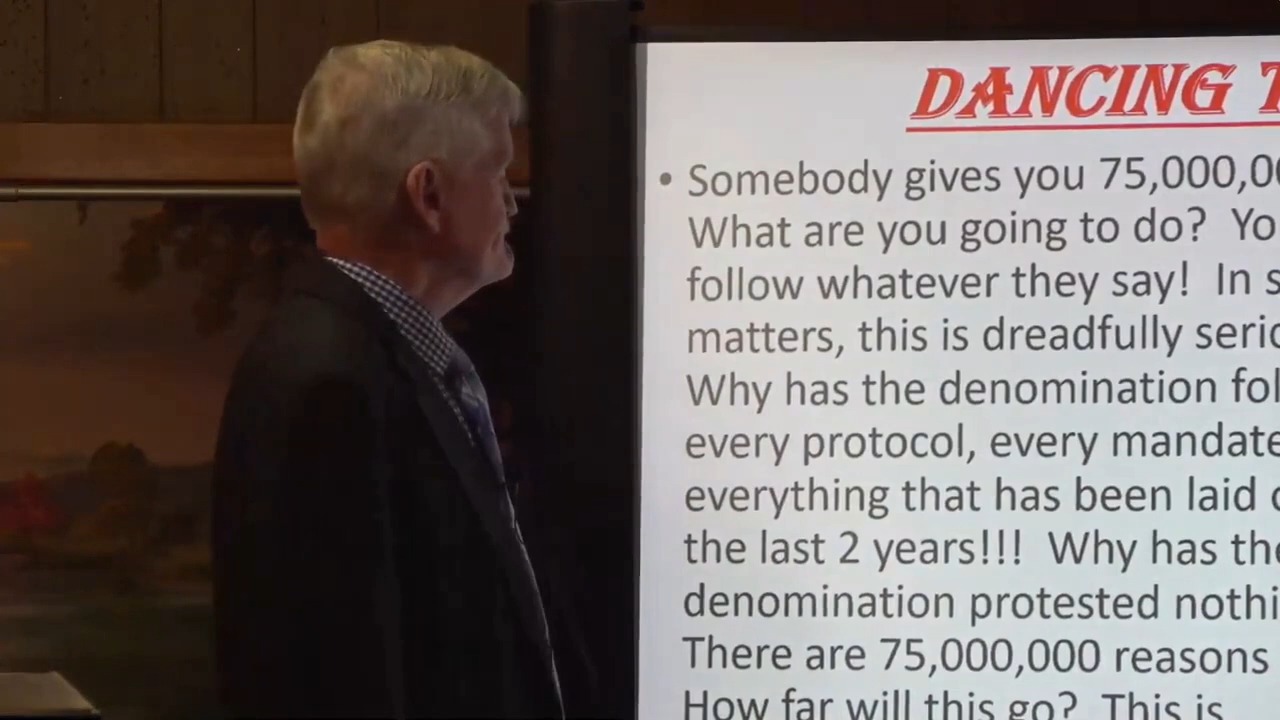 DANCING
• Somebody gives you 75,000,0
What are you going to do? Yo
follow whatever they say! In s
matters, this is dreadfully seri
Why has the denomination fol
every protocol, every mandate
everything that has been laid
the last 2 years!!! Why has the
denomination protested nothi
There are 75,000,000 reasons
How far will this go? This is